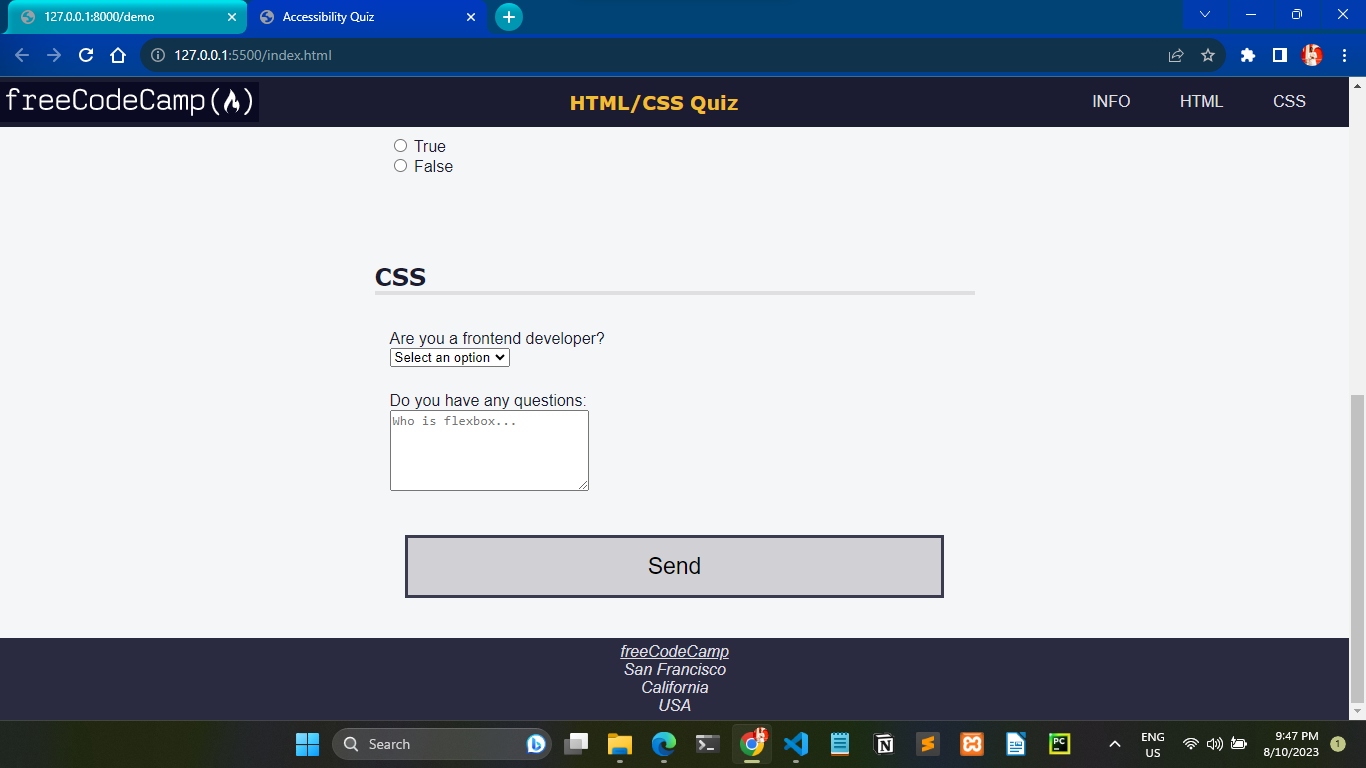 127.0.0.1:8000/demo
Accessibility Quiz
127.0.0.1:5500/index.html
freeCodeCamp
HTML/CSS Quiz
INFO
HTML
CSS
True
False
CSS
Are you a frontend developer?
Select an option
Do you have any questions:
Who is flexbox...
Send
freeCodeCamp
San Francisco
California
USA
Search
PC
ENG
US
9:47 PM
8/10/2023
1